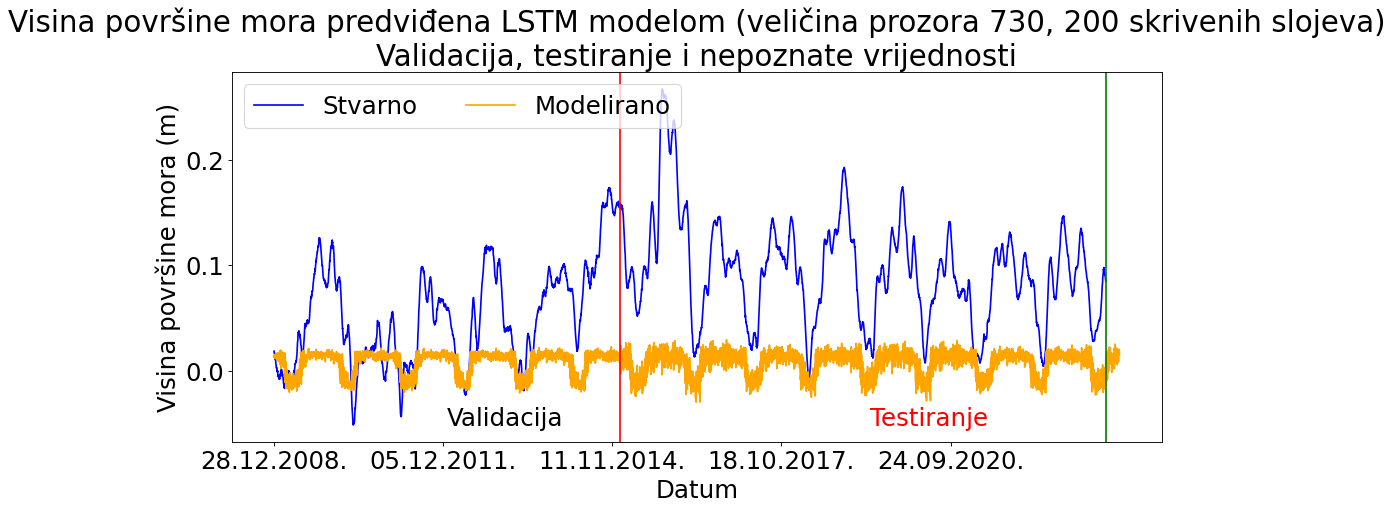 Visina površine mora predviđena LSTM modelom (veličina prozora 730, 200 skrivenih slojeva)
Validacija, testiranje i nepoznate vrijednosti
Stvarno Modelirano
Visina površine mora (m)
0.2
0.1
0.0
Validacija Testiranje
28.12.2008. 05.12.2011. 11.11.2014. 18.10.2017. 24.09.2020.
Datum